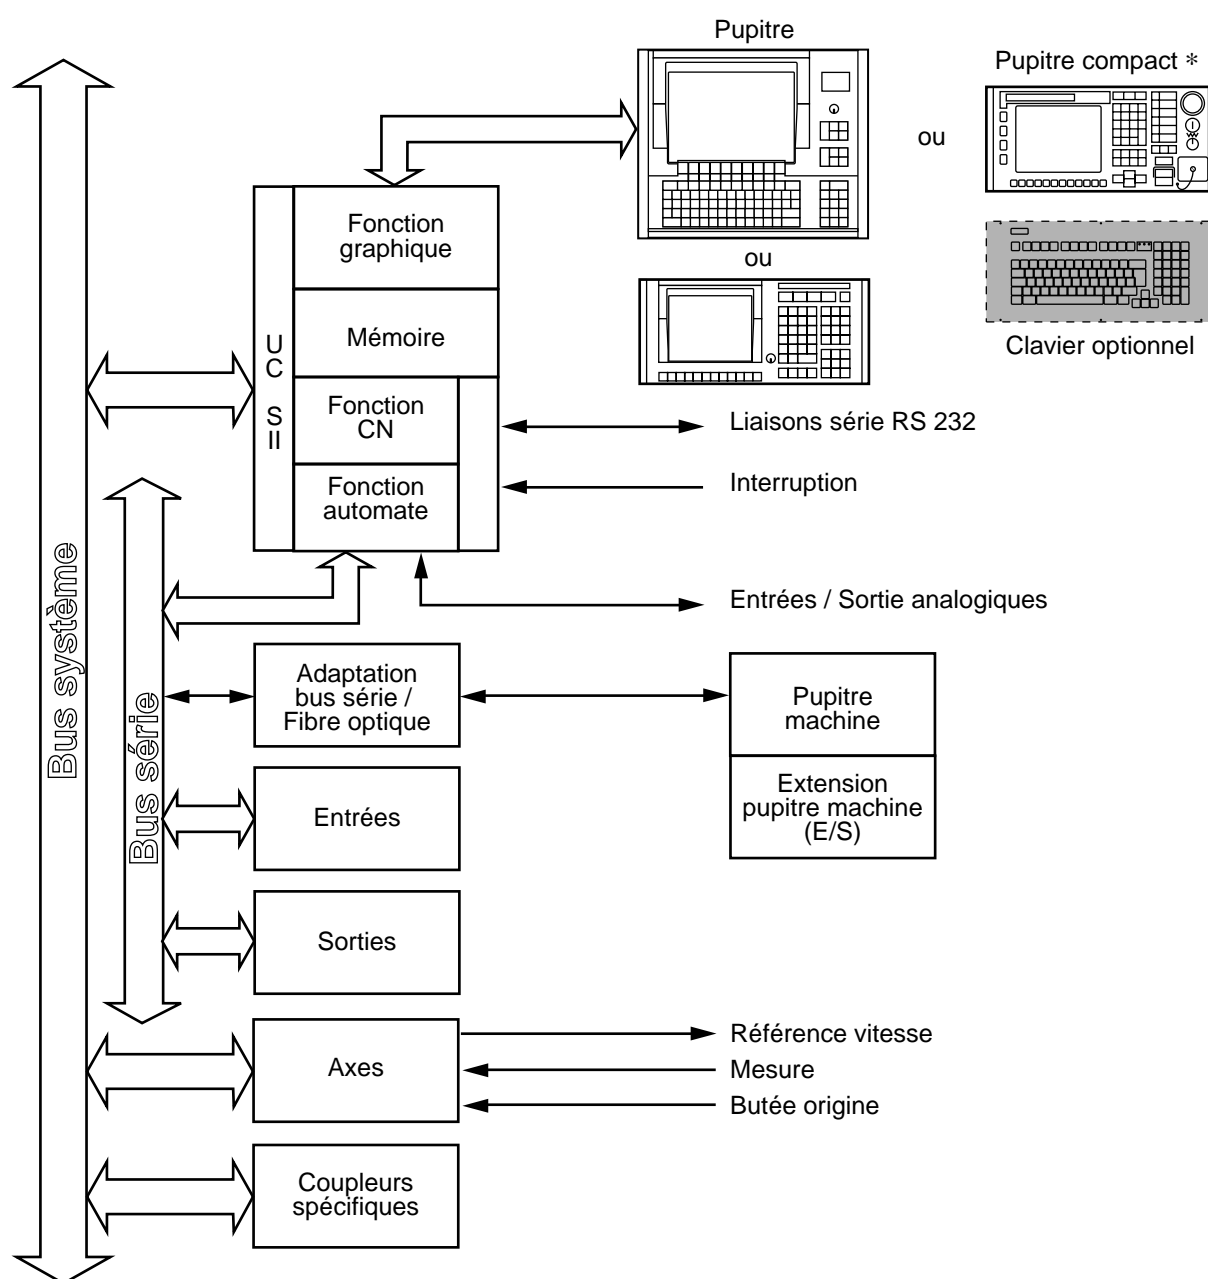 Pupitre
Pupitre compact *
ou
Fonction
graphique
ou
Mémoire
Clavier optionnel
UC SII
Fonction
CN
Liaisons série RS 232
Fonction
automate
Interruption
Entrées / Sortie analogiques
Bus système
Bus série
Adaptation
bus série /
Fibre optique
Pupitre
machine
Extension
pupitre machine
(E/S)
Entrées
Sorties
Axes
Référence vitesse
Mesure
Butée origine
Coupleurs
spécifiques